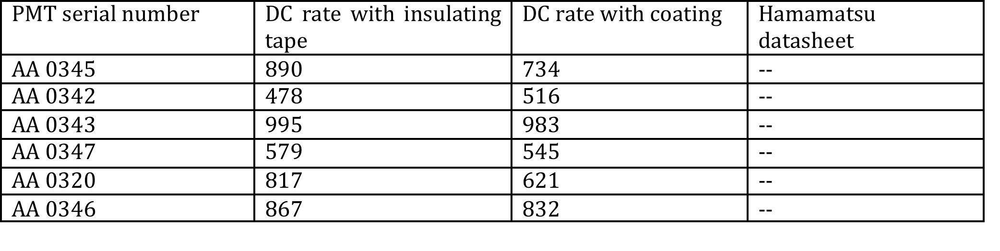 PMT serial number DC rate with insulating tape DC rate with coating Hamamatsu datasheet
AA 0345 890 734 --
AA 0342 478 516 --
AA 0343 995 983 --
AA 0347 579 545 --
AA 0320 817 621 --
AA 0346 867 832 --